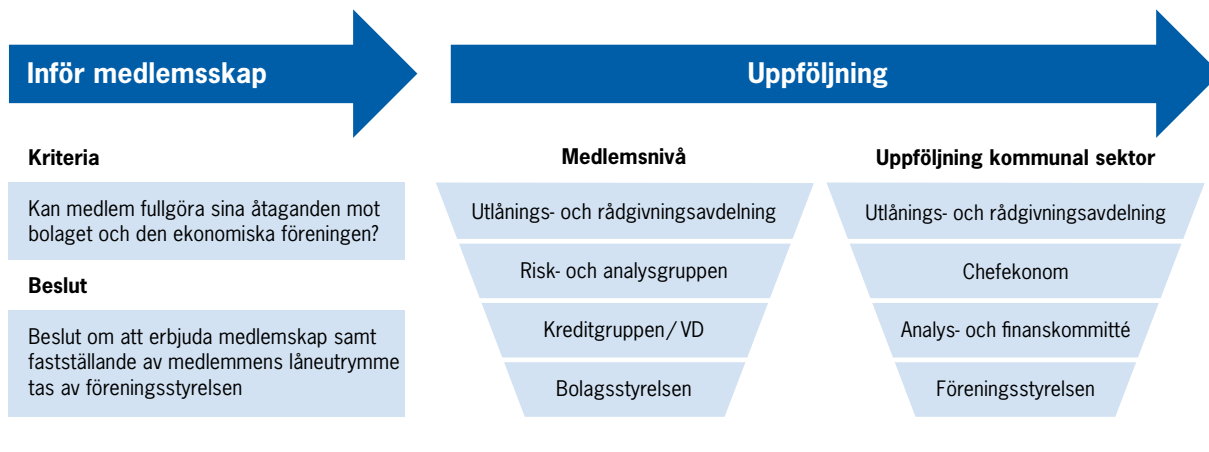 Inför medlemsskap
Uppföljning
Kriteria
Kan medlem fullgöra sina åtaganden mot
bolaget och den ekonomiska föreningen?
Beslut
Beslut om att erbjuda medlemskap samt
fastställande av medlemmens låneutrymme
tas av föreningsstyrelsen
Medlemsnivå
Utlånings- och rådgivningsavdelning
Risk- och analysgruppen
Kreditgruppen/ VD
Bolagsstyrelsen
Uppföljning kommunal sektor
Utlånings- och rådgivningsavdelning
Chefekonom
Analys- och finanskommitté
Föreningsstyrelsen